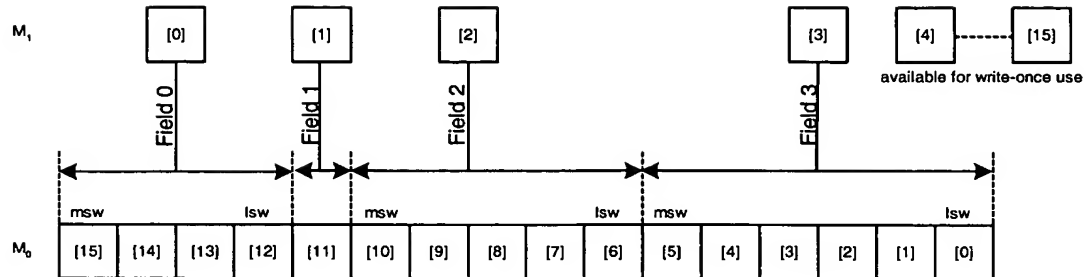 M1 [0] [1] [2] [3] [4] [15]
available for write-once use
Field 0 Field 1 Field 2 Field 3
msw lsw msw lsw msw lsw
M0 [15] [14] [13] [12] [11] [10] [9] [8] [7] [6] [5] [4] [3] [2] [1] [0]